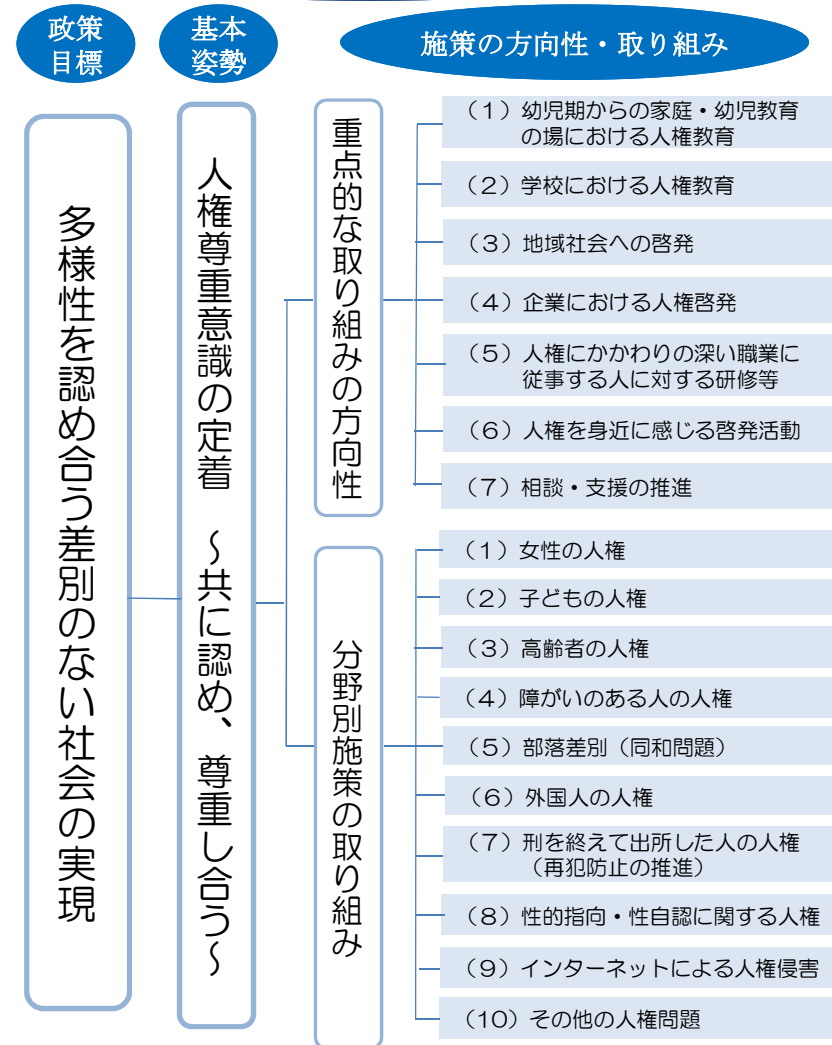 政策
目標
基本
姿勢
施策の方向性・取り組み
多様性を認め合う差別のない社会の実現
人権尊重意識の定着　～共に認め、尊重し合う～
重点的な取り組みの方向性
（１）幼児期からの家庭・幼児教育
の場における人権教育
（２）学校における人権教育
（３）地域社会への啓発
（４）企業における人権啓発
（５）人権にかかわりの深い職業に
従事する人に対する研修等
（６）人権を身近に感じる啓発活動
（７）相談・支援の推進
分野別施策の取り組み
（１）女性の人権
（２）子どもの人権
（３）高齢者の人権
（４）障がいのある人の人権
（５）部落差別（同和問題）
（６）外国人の人権
（７）刑を終えて出所した人の人権
（再犯防止の推進）
（８）性的指向・性自認に関する人権
（９）インターネットによる人権侵害
（１０）その他の人権問題